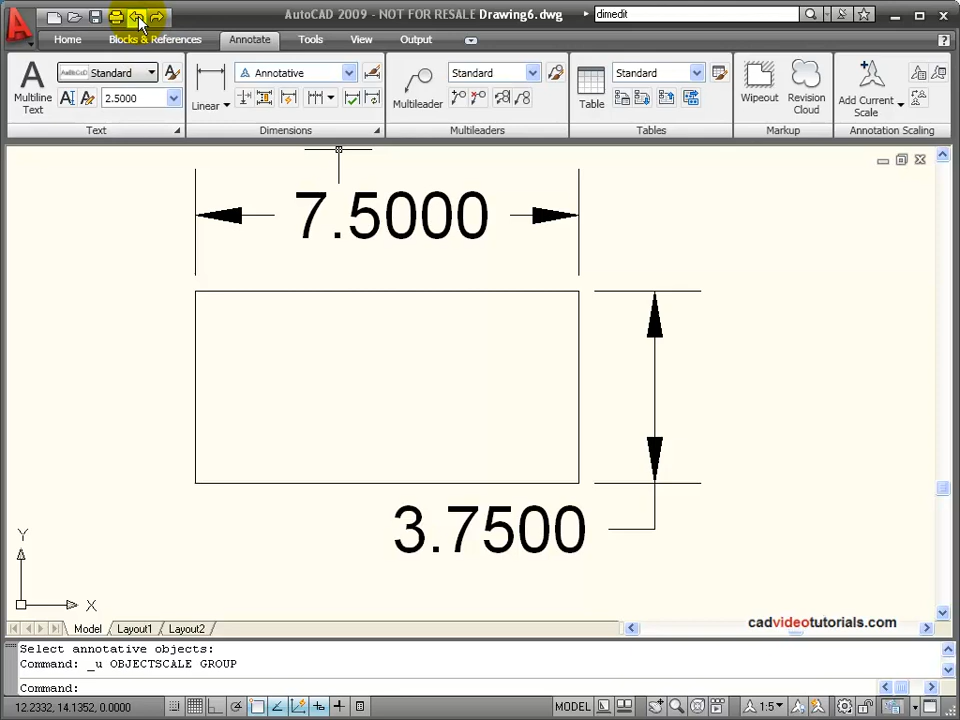 AutoCAD 2009 - NOT FOR RESALE Drawing6.dwg
dimedit
Home Blocks & References Annotate Tools View Output
Multiline Text
Standard
2.5000
Text
Linear
Annotative
Dimensions
Multileader
Standard
Multileaders
Table
Standard
Tables
Wipeout
Revision Cloud
Markup
Add Current Scale
Annotation Scaling
7.5000
3.7500
Y
X
cadvideotutorials.com
Model Layout1 Layout2
Select annotative objects:
Command: _u OBJECTSCALE GROUP
Command:
12.2332, 14.1352, 0.0000
MODEL
1:5